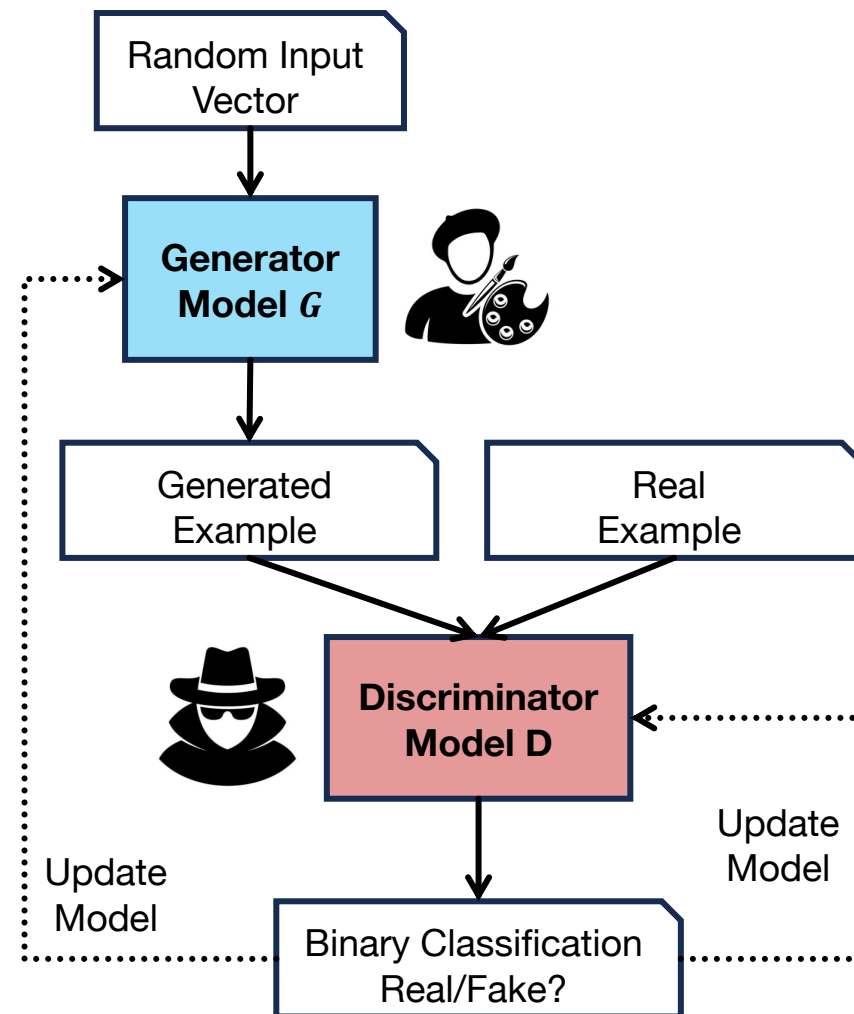 Random Input
Vector
Generator
Model G
Generated
Example
Real
Example
Discriminator
Model D
Update
Model
Update
Model
Binary Classification
Real/Fake?